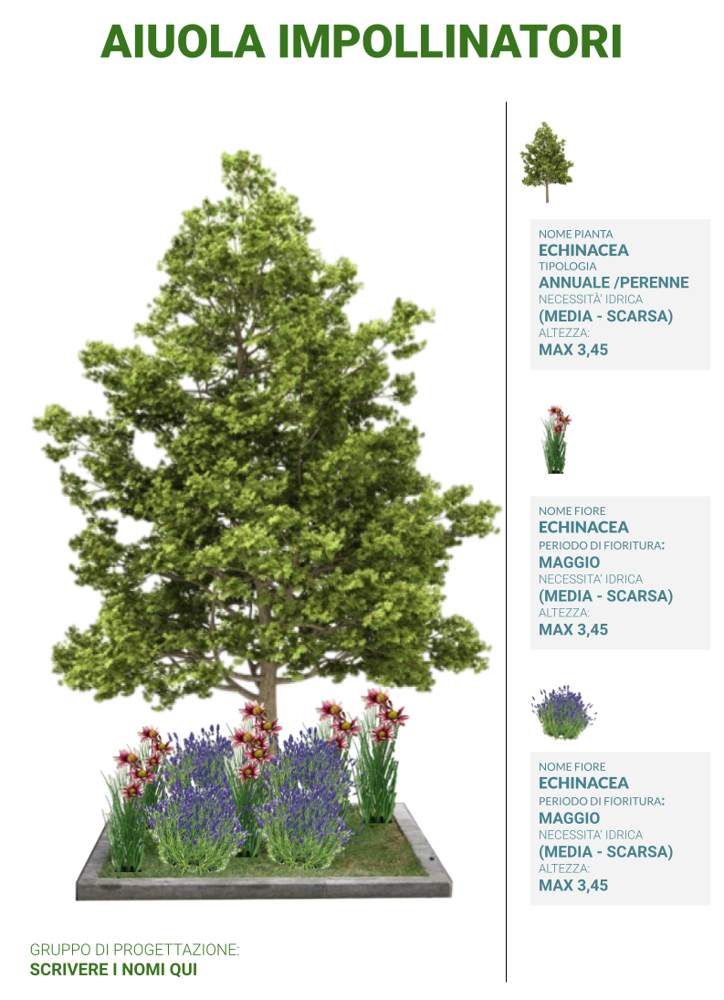 AIUOLA IMPOLLINATORI
NOME PIANTA
ECHINACEA
TIPOLOGIA
ANNUALE /PERENNE
NECESSITÀ' IDRICA
(MEDIA - SCARSA)
ALTEZZA:
MAX 3,45
NOME FIORE
ECHINACEA
PERIODO DI FIORITURA:
MAGGIO
NECESSITA' IDRICA
(MEDIA - SCARSA)
ALTEZZA:
MAX 3,45
NOME FIORE
ECHINACEA
PERIODO DI FIORITURA:
MAGGIO
NECESSITA' IDRICA
(MEDIA - SCARSA)
ALTEZZA:
MAX 3,45
GRUPPO DI PROGETTAZIONE:
SCRIVERE I NOMI QUI